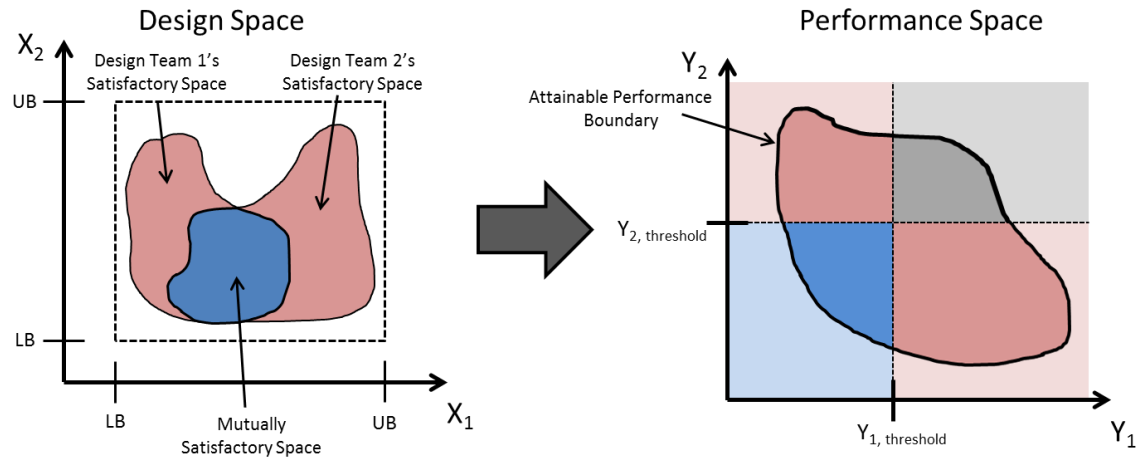 Design Space
X2
Design Team 1's
Satisfactory Space
Design Team 2's
Satisfactory Space
UB
LB
LB
UB
X1
Mutually
Satisfactory Space
Performance Space
Y2
Attainable Performance
Boundary
Y2, threshold
Y1, threshold
Y1